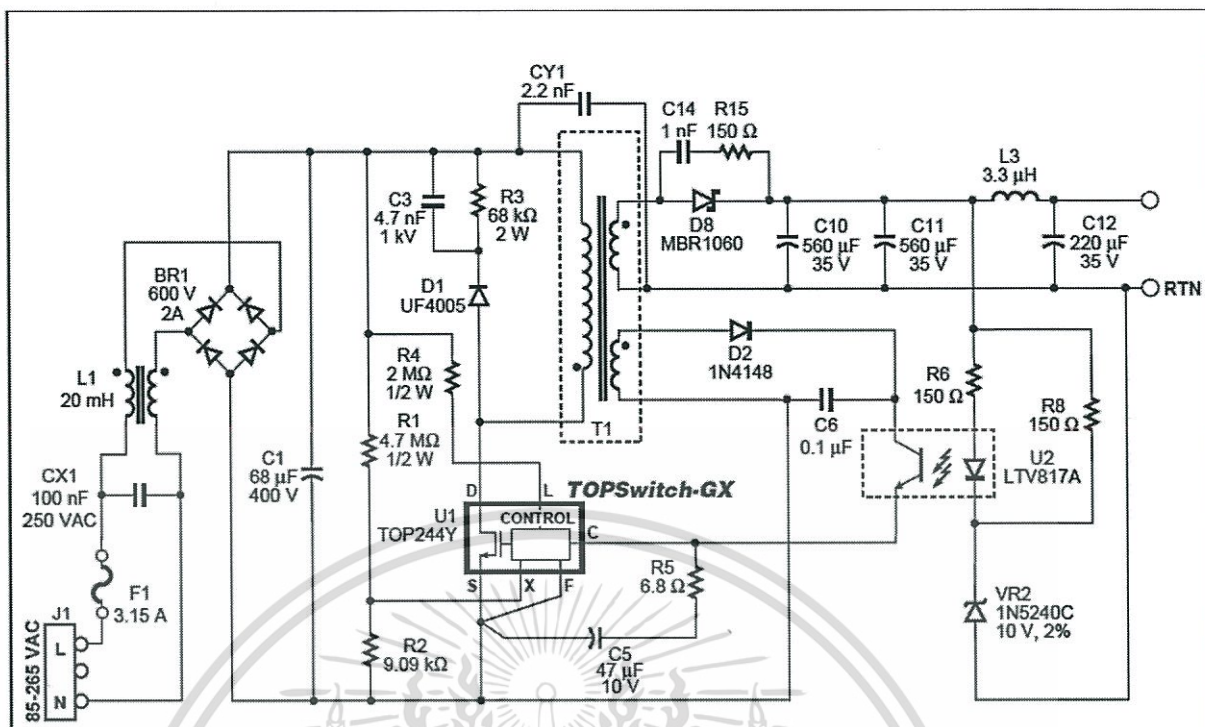 CY1
2.2 nF
C14
1 nF
R15
150 Ω
L3
3.3 µH
C3
4.7 nF
1 kV
R3
68 kΩ
2 W
D8
MBR1060
C10
560 µF
35 V
C11
560 µF
35 V
C12
220 µF
35 V
BR1
600 V
2A
D1
UF4005
RTN
D2
1N4148
L1
20 mH
R4
2 MΩ
1/2 W
R6
150 Ω
R8
150 Ω
T1
C6
0.1 µF
R1
4.7 MΩ
1/2 W
C1
68 µF
400 V
U2
LTV817A
CX1
100 nF
250 VAC
D
L
TOPSwitch-GX
U1
TOP244Y
CONTROL
C
S
X
F
R5
6.8 Ω
F1
3.15 A
VR2
1N5240C
10 V, 2%
J1
L
N
85-265 VAC
R2
9.09 kΩ
C5
47 µF
10 V